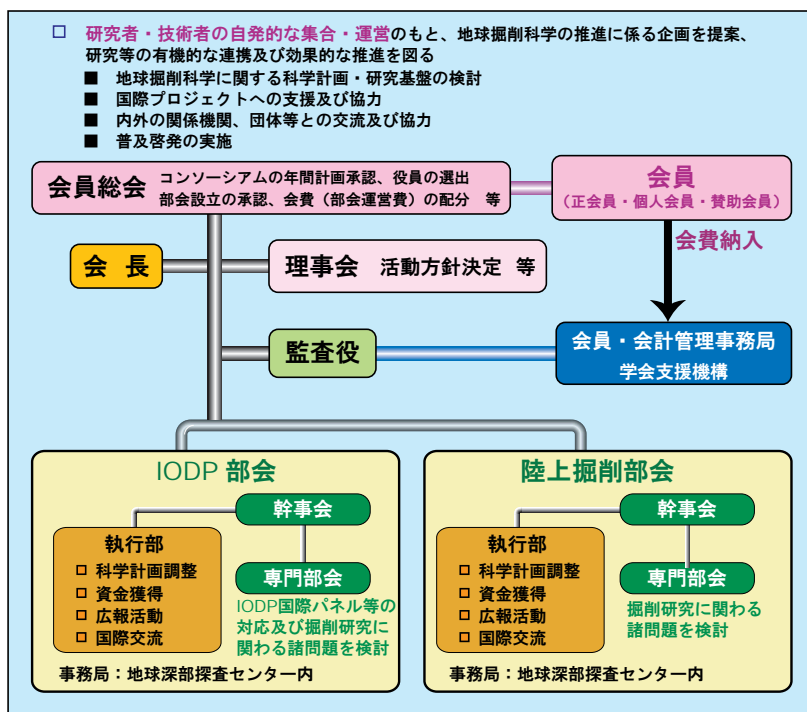 □ 研究者・技術者の自発的な集合・運営のもと、地球掘削科学の推進に係る企画を提案、
研究等の有機的な連携及び効果的な推進を図る
■ 地球掘削科学に関する科学計画・研究基盤の検討
■ 国際プロジェクトへの支援及び協力
■ 内外の関係機関、団体等との交流及び協力
■ 普及啓発の実施
会員総会 コンソーシアムの年間計画承認、役員の選出
部会設立の承認、会費（部会運営費）の配分 等
会員
（正会員・個人会員・賛助会員）
会費納入
会 長
理事会 活動方針決定 等
監査役
会員・会計管理事務局
学会支援機構
IODP 部会
幹事会
執行部
□ 科学計画調整
□ 資金獲得
□ 広報活動
□ 国際交流
専門部会
IODP国際パネル等の
対応及び掘削研究に
関わる諸問題を検討
事務局：地球深部探査センター内
陸上掘削部会
幹事会
執行部
□ 科学計画調整
□ 資金獲得
□ 広報活動
□ 国際交流
専門部会
掘削研究に関わる
諸問題を検討
事務局：地球深部探査センター内